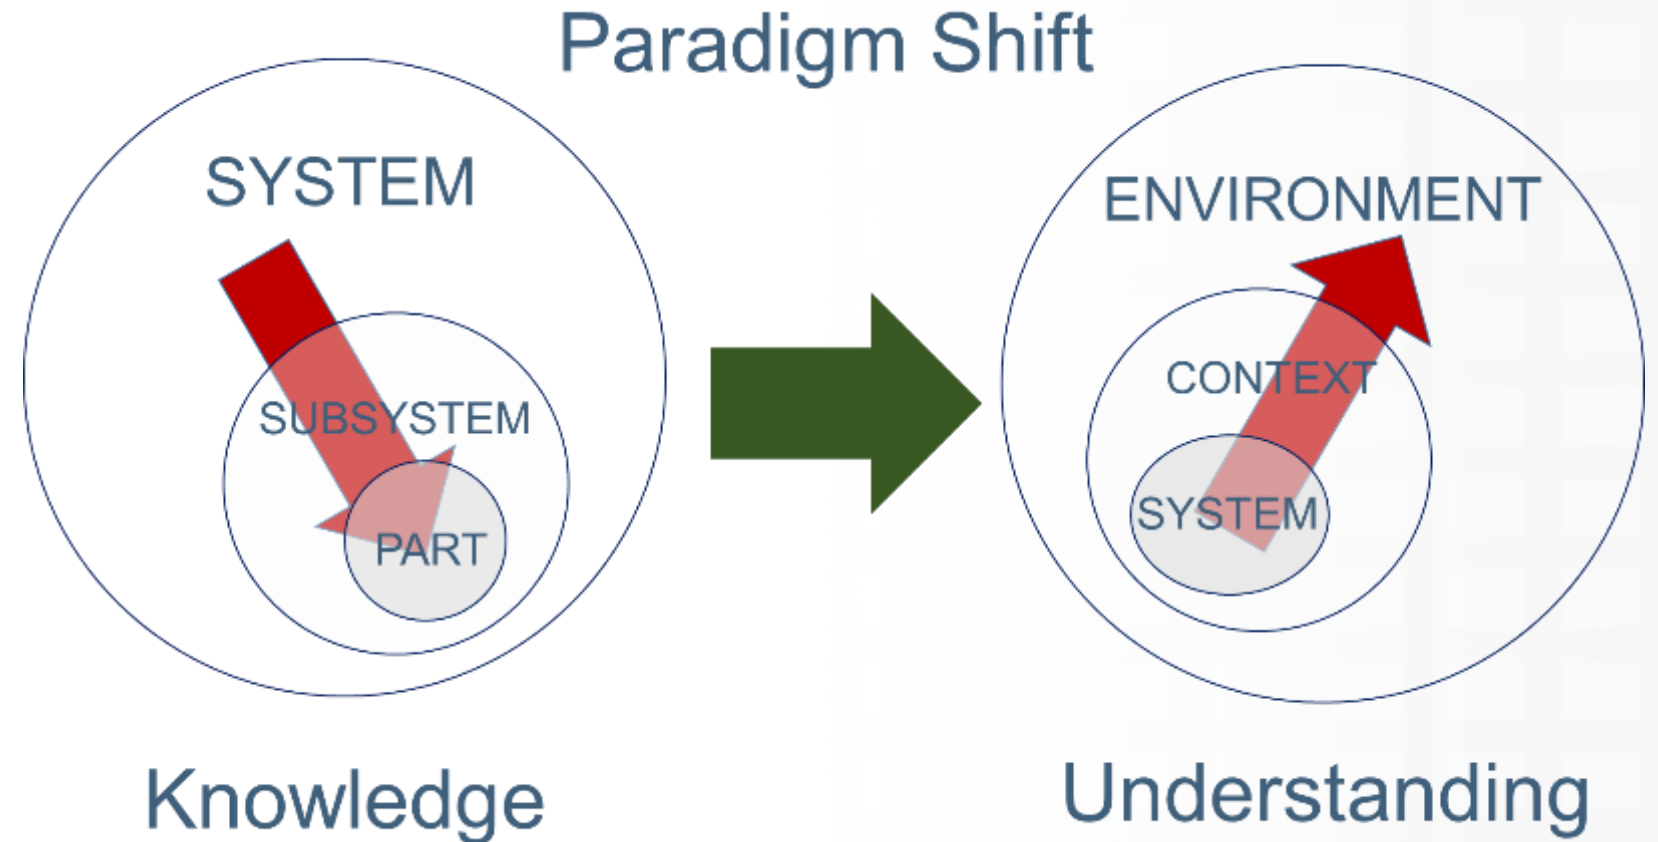 Paradigm Shift
SYSTEM
SUBSYSTEM
PART
Knowledge
ENVIRONMENT
CONTEXT
SYSTEM
Understanding